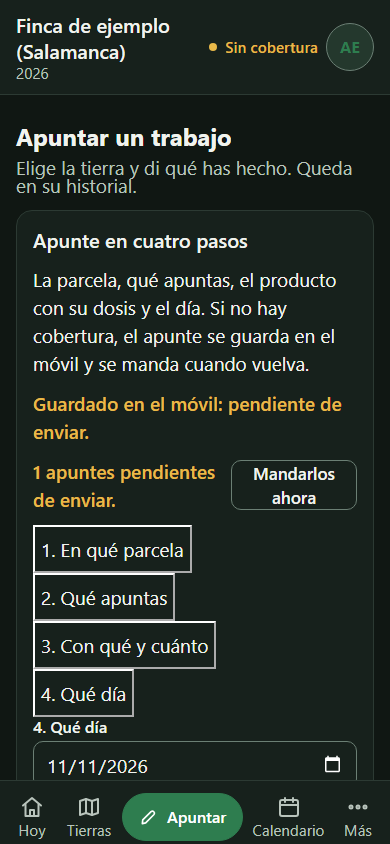 Finca de ejemplo
(Salamanca)
2026
Sin cobertura
AE
Apuntar un trabajo
Elige la tierra y di qué has hecho. Queda
en su historial.
Apunte en cuatro pasos
La parcela, qué apuntas, el producto
con su dosis y el día. Si no hay
cobertura, el apunte se guarda en el
móvil y se manda cuando vuelva.
Guardado en el móvil: pendiente de
enviar.
1 apuntes pendientes
de enviar.
Mandarlos
ahora
1. En qué parcela
2. Qué apuntas
3. Con qué y cuánto
4. Qué día
4. Qué día
11/11/2026
Hoy
Tierras
Apuntar
Calendario
Más